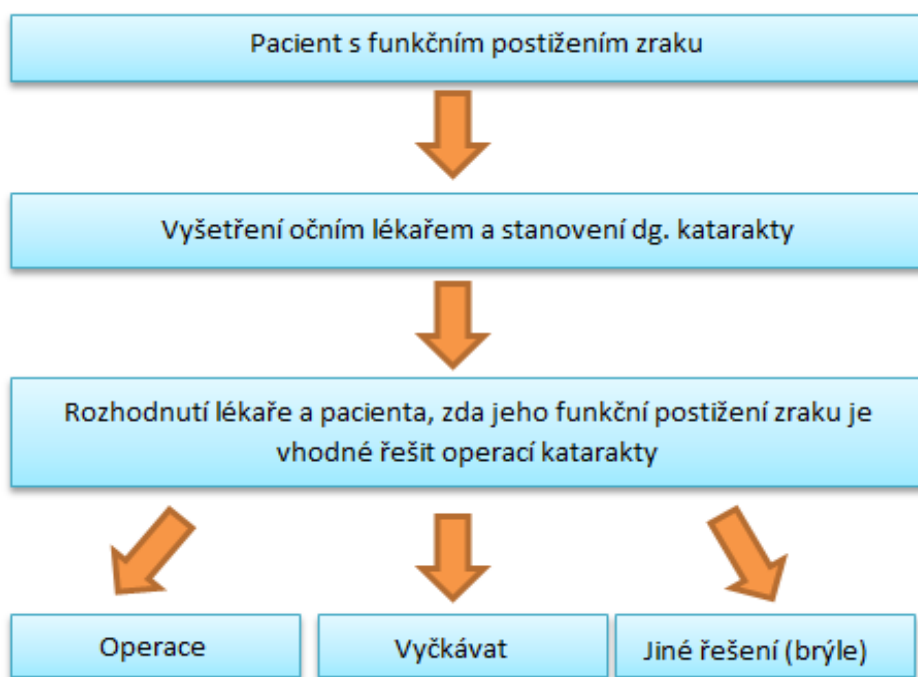 Pacient s funkčním postižením zraku
Vyšetření očním lékařem a stanovení dg. katarakty
Rozhodnutí lékaře a pacienta, zda jeho funkční postižení zraku je
vhodné řešit operací katarakty
Operace
Vyčkávat
Jiné řešení (brýle)